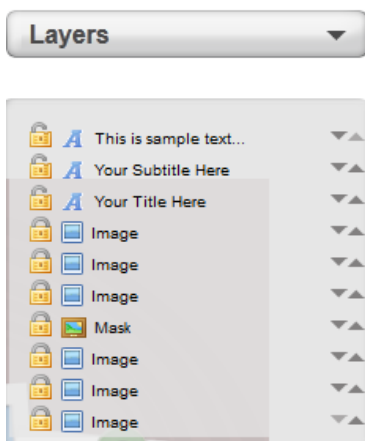 Layers
This is sample text...
Your Subtitle Here
Your Title Here
Image
Image
Image
Mask
Image
Image
Image